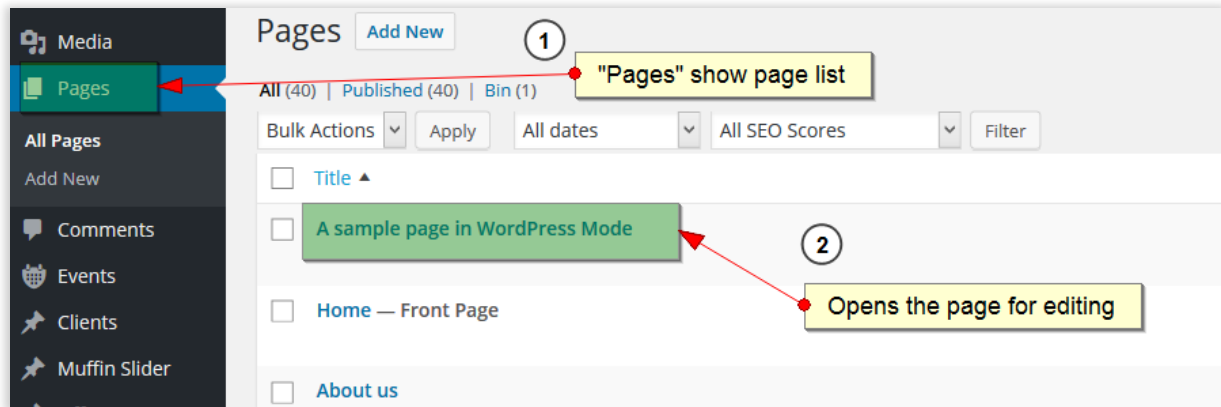 Media
Pages
All Pages
Add New
Comments
Events
Clients
Muffin Slider
Pages Add New
1
"Pages" show page list
All (40) | Published (40) | Bin (1)
Bulk Actions Apply All dates All SEO Scores Filter
Title
A sample page in WordPress Mode
2
Opens the page for editing
Home — Front Page
About us